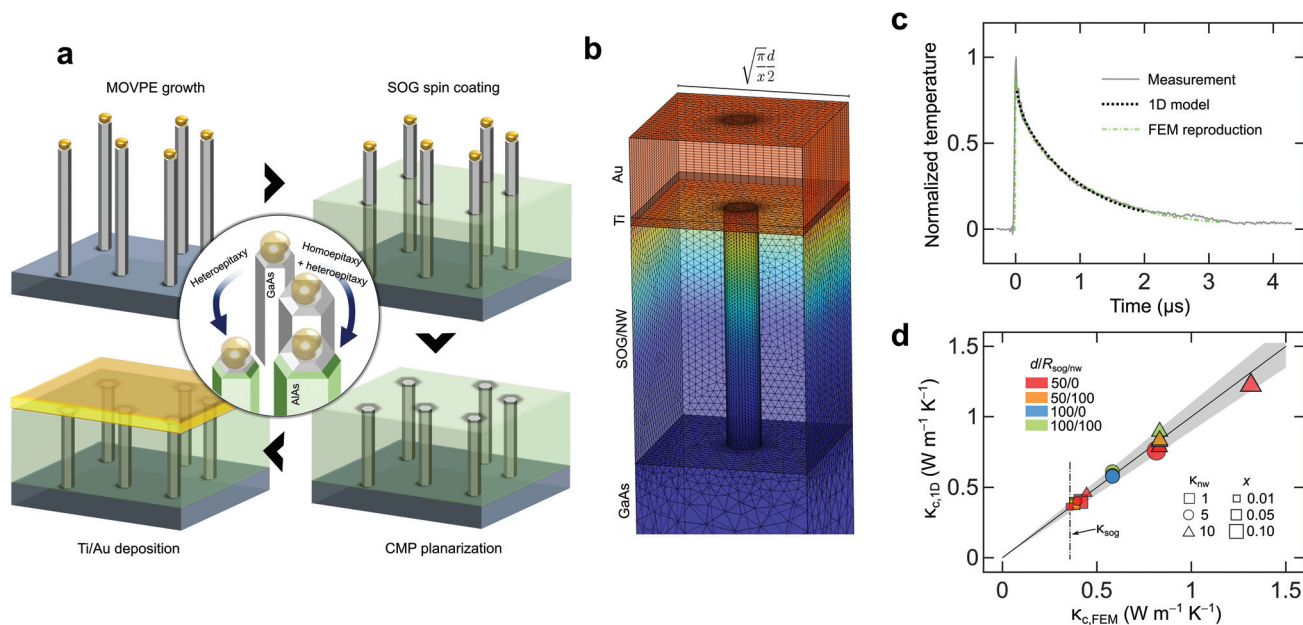 a
MOVPE growth
SOG spin coating
Heteroepitaxy
GaAs
Homoepitaxy
+ heteroepitaxy
AlAs
Ti/Au deposition
CMP planarization
b
√(π/x) d/2
Au
Ti
SOG/NW
GaAs
c
Normalized temperature
1
0.5
0
Measurement
1D model
FEM reproduction
0 1 2 3 4
Time (µs)
d
κc,1D (W m⁻¹ K⁻¹)
1.5
1
0.5
0
d/Rsog/nw
50/0
50/100
100/0
100/100
κsog
κnw x
1 0.01
5 0.05
10 0.10
0 0.5 1 1.5
κc,FEM (W m⁻¹ K⁻¹)